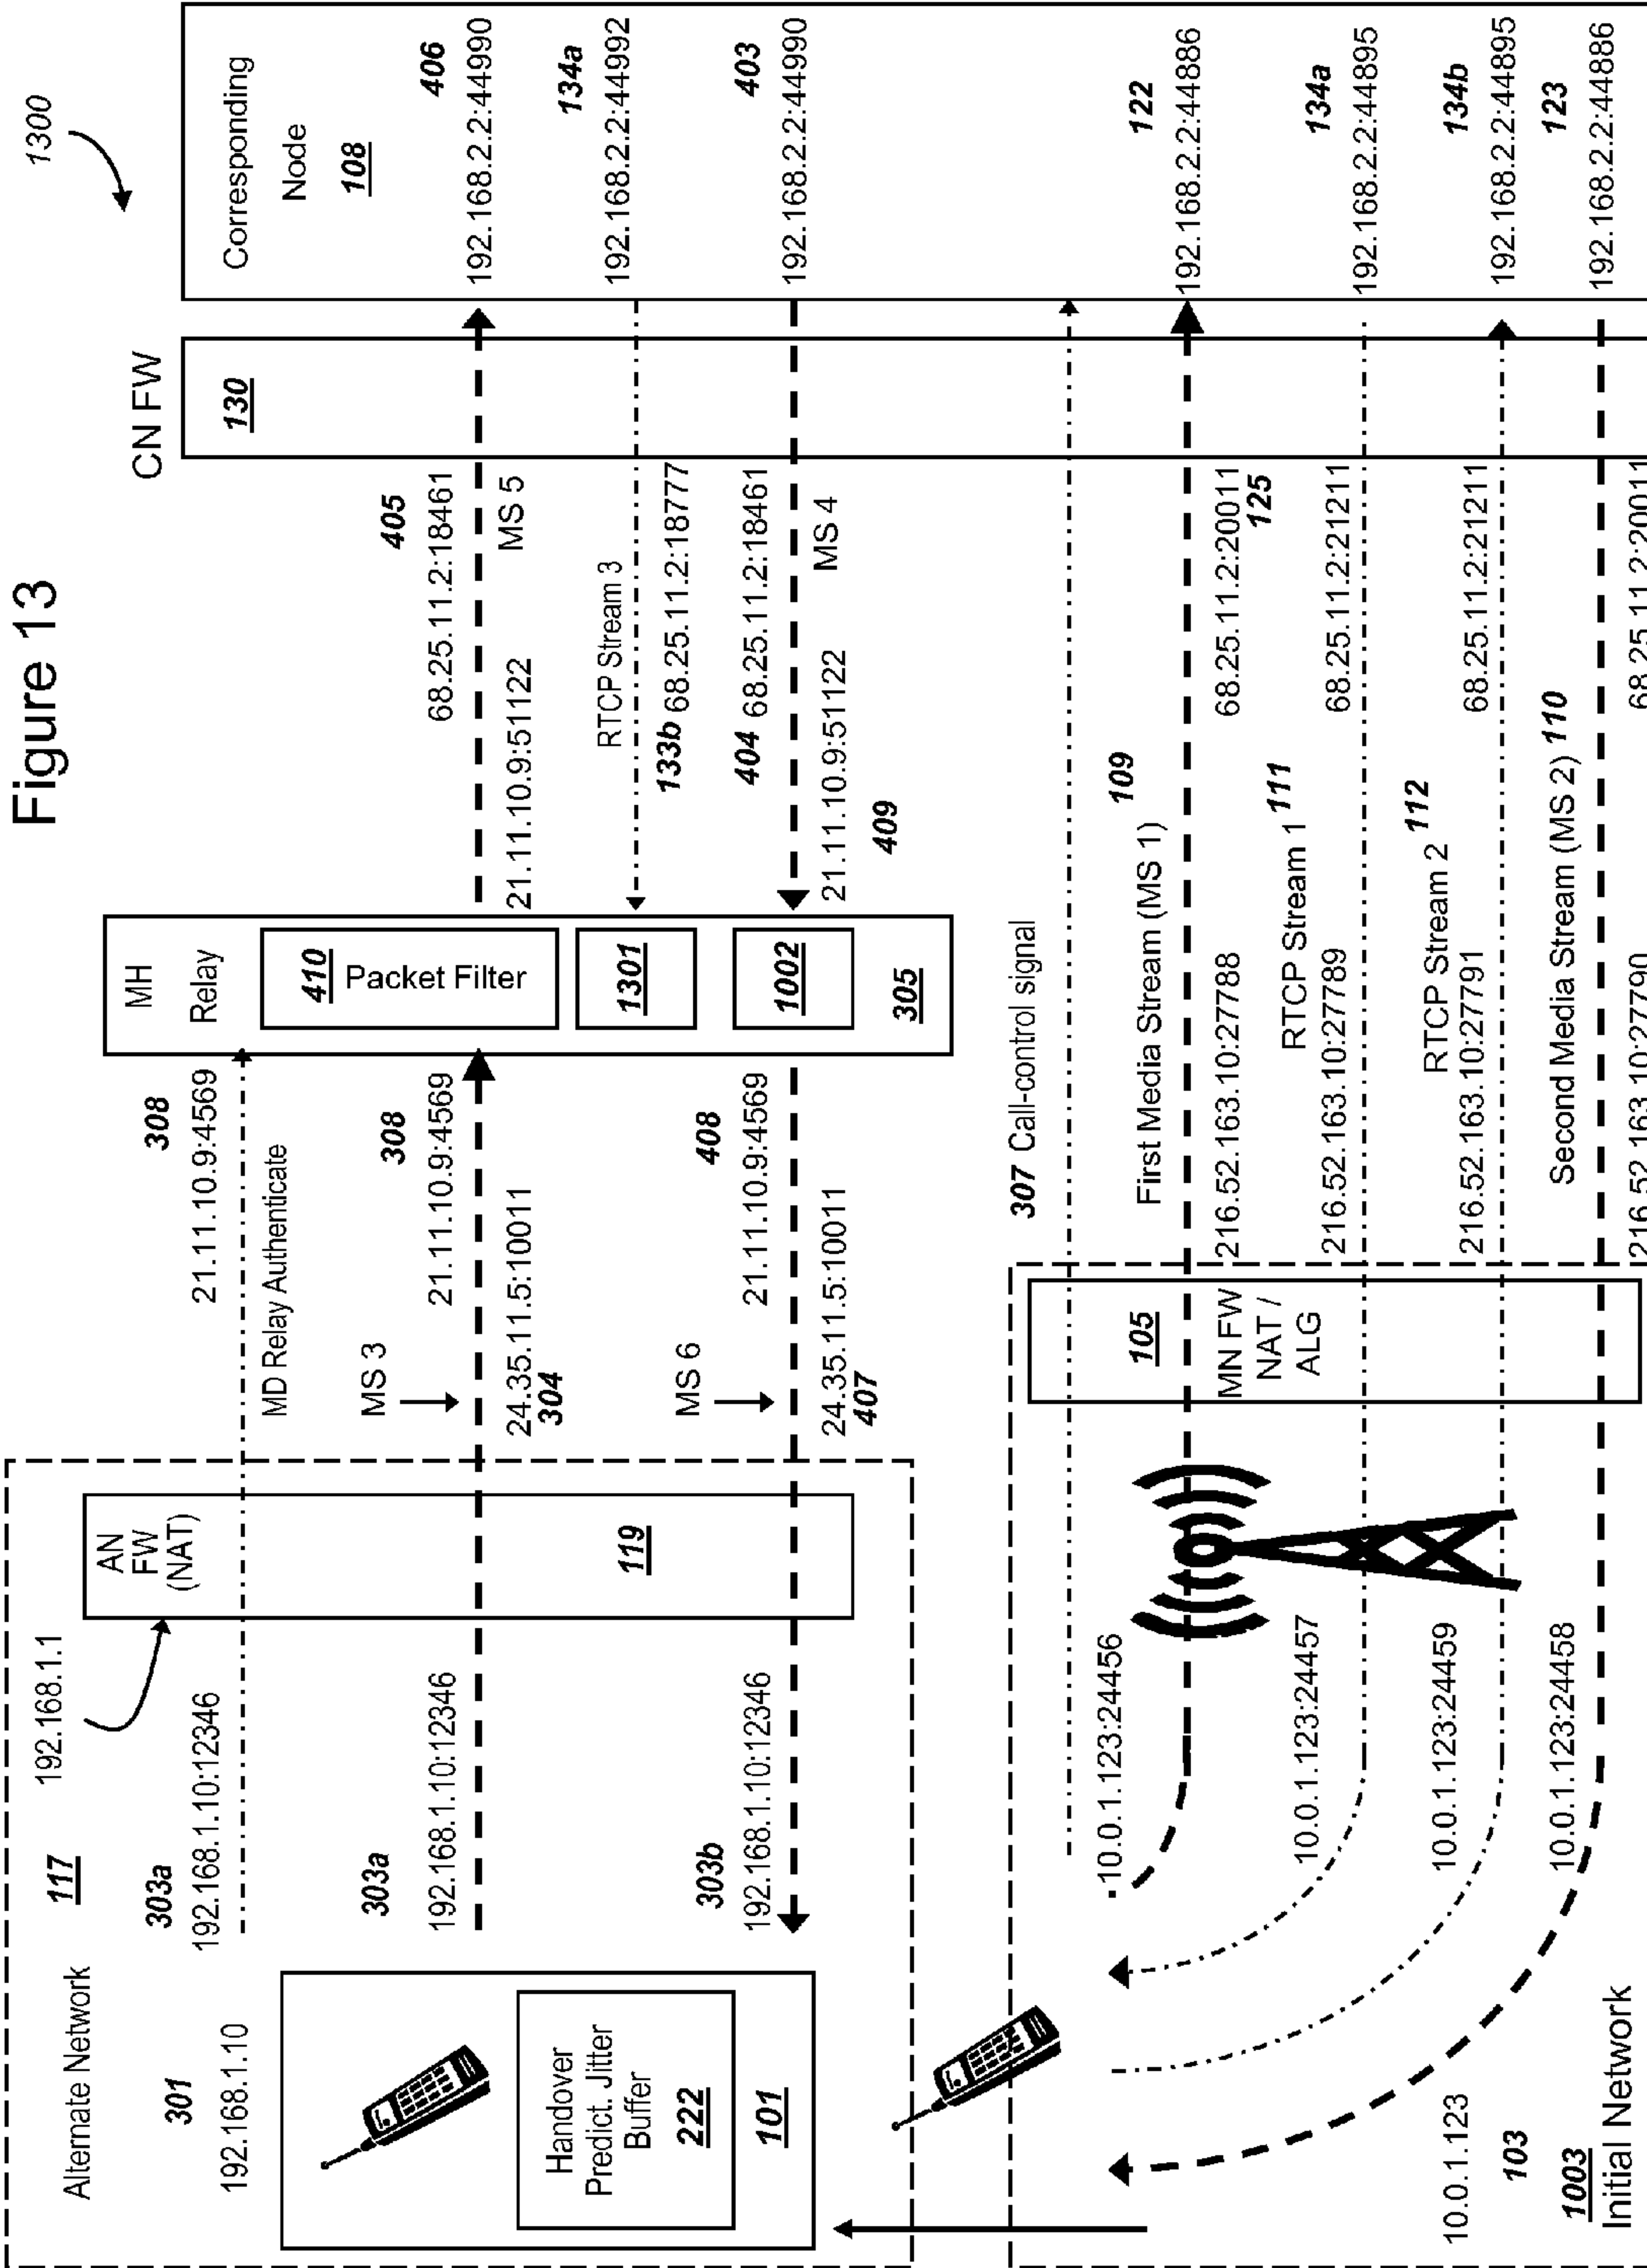 Figure 13
1300
CN FW
Alternate Network
117
192.168.1.1
301
192.168.1.10
303a
192.168.1.10:12346
AN
FW
(NAT)
119
308
21.11.10.9:4569
MD Relay Authenticate
MH
Relay
410 Packet Filter
1301
1002
305
130
Corresponding
Node
108
303a
192.168.1.10:12346
MS 3
308
21.11.10.9:4569
24.35.11.5:10011
304
405
68.25.11.2:18461
21.11.10.9:51122
MS 5
406
192.168.2.2:44990
Handover
Predict. Jitter
Buffer
222
101
RTCP Stream 3
133b 68.25.11.2:18777
134a
192.168.2.2:44992
303b
192.168.1.10:12346
MS 6
408
21.11.10.9:4569
24.35.11.5:10011
407
404 68.25.11.2:18461
21.11.10.9:51122
MS 4
409
403
192.168.2.2:44990
307 Call-control signal
10.0.1.123:24456
105
MN FW
NAT /
ALG
First Media Stream (MS 1)
109
216.52.163.10:27788
68.25.11.2:20011
125
122
192.168.2.2:44886
10.0.1.123:24457
RTCP Stream 1
111
216.52.163.10:27789
68.25.11.2:21211
134a
192.168.2.2:44895
10.0.1.123:24459
RTCP Stream 2
112
216.52.163.10:27791
68.25.11.2:21211
134b
192.168.2.2:44895
10.0.1.123
103
10.0.1.123:24458
Second Media Stream (MS 2) 110
123
192.168.2.2:44886
216.52.163.10:27790
68.25.11.2:20011
1003
Initial Network